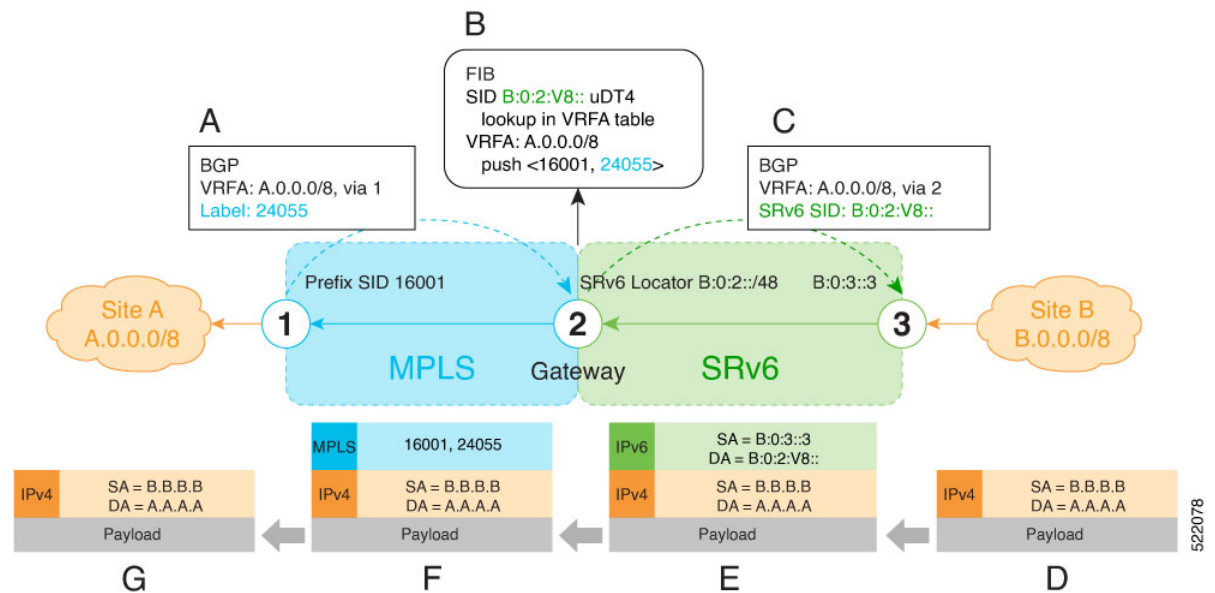 B
FIB
SID B:0:2:V8:: uDT4
lookup in VRFA table
VRFA: A.0.0.0/8
push <16001, 24055>
A
BGP
VRFA: A.0.0.0/8, via 1
Label: 24055
C
BGP
VRFA: A.0.0.0/8, via 2
SRv6 SID: B:0:2:V8::
Prefix SID 16001
SRv6 Locator B:0:2::/48
B:0:3::3
Site A
A.0.0.0/8
1
2
3
Site B
B.0.0.0/8
MPLS
Gateway
SRv6
MPLS
16001, 24055
IPv6
SA = B:0:3::3
DA = B:0:2:V8::
IPv4
SA = B.B.B.B
DA = A.A.A.A
Payload
IPv4
SA = B.B.B.B
DA = A.A.A.A
Payload
IPv4
SA = B.B.B.B
DA = A.A.A.A
Payload
IPv4
SA = B.B.B.B
DA = A.A.A.A
Payload
G
F
E
D
522078